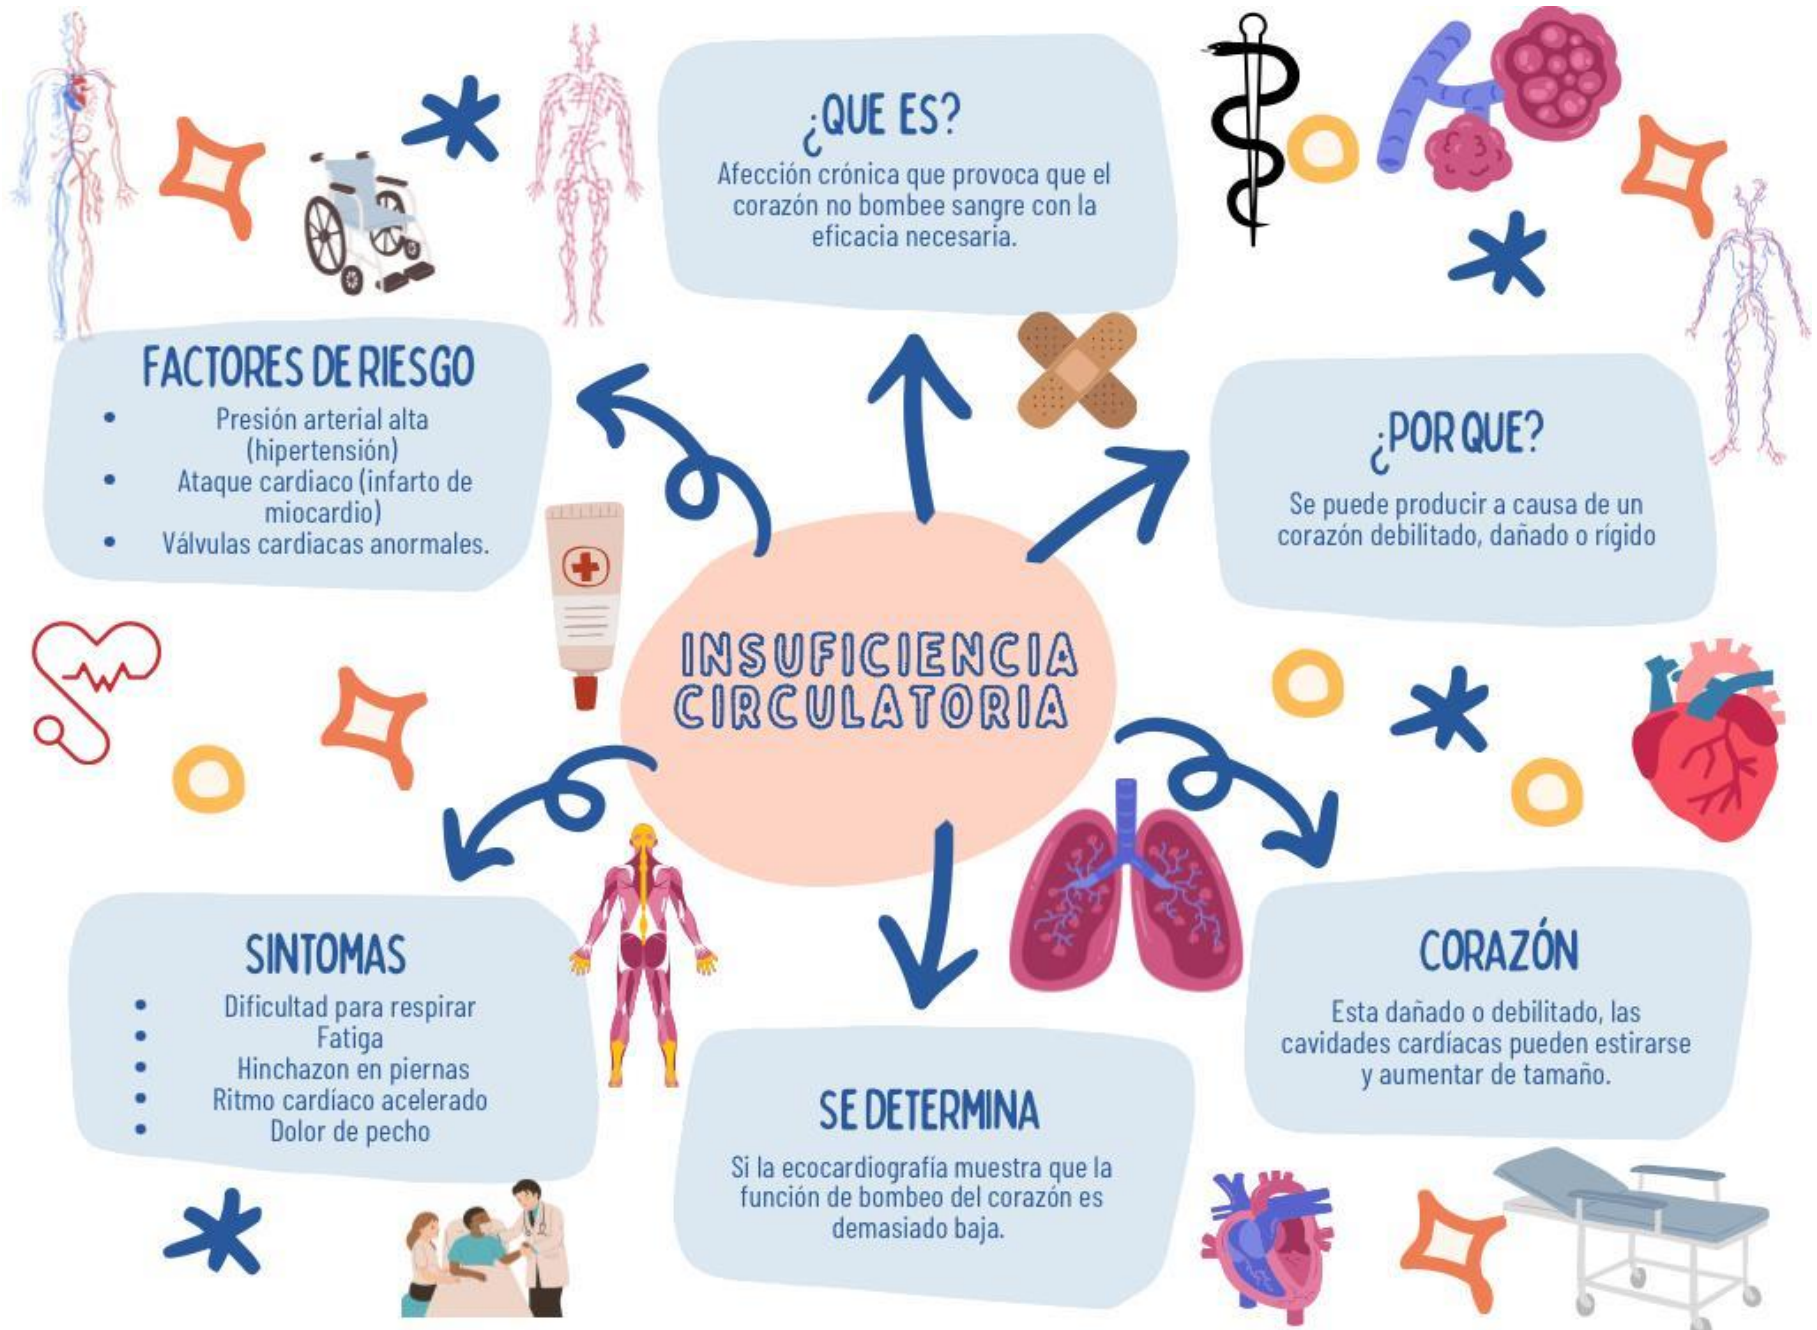 ¿QUE ES?
Afección crónica que provoca que el
corazón no bombee sangre con la
eficacia necesaria.
FACTORES DE RIESGO
• Presión arterial alta
(hipertensión)
• Ataque cardiaco (infarto de
miocardio)
• Válvulas cardiacas anormales.
¿POR QUE?
Se puede producir a causa de un
corazón debilitado, dañado o rígido
INSUFICIENCIA
CIRCULATORIA
SINTOMAS
• Dificultad para respirar
• Fatiga
• Hinchazon en piernas
• Ritmo cardíaco acelerado
• Dolor de pecho
SE DETERMINA
Si la ecocardiografía muestra que la
función de bombeo del corazón es
demasiado baja.
CORAZÓN
Esta dañado o debilitado, las
cavidades cardíacas pueden estirarse
y aumentar de tamaño.